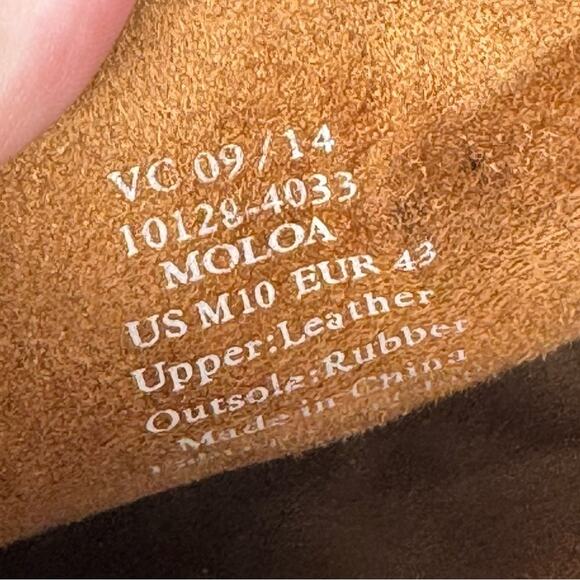 VC 09/14
10128-4033
MOLOA
US M10 EUR 43
Upper:Leather
Outsole:Rubber
Made in China